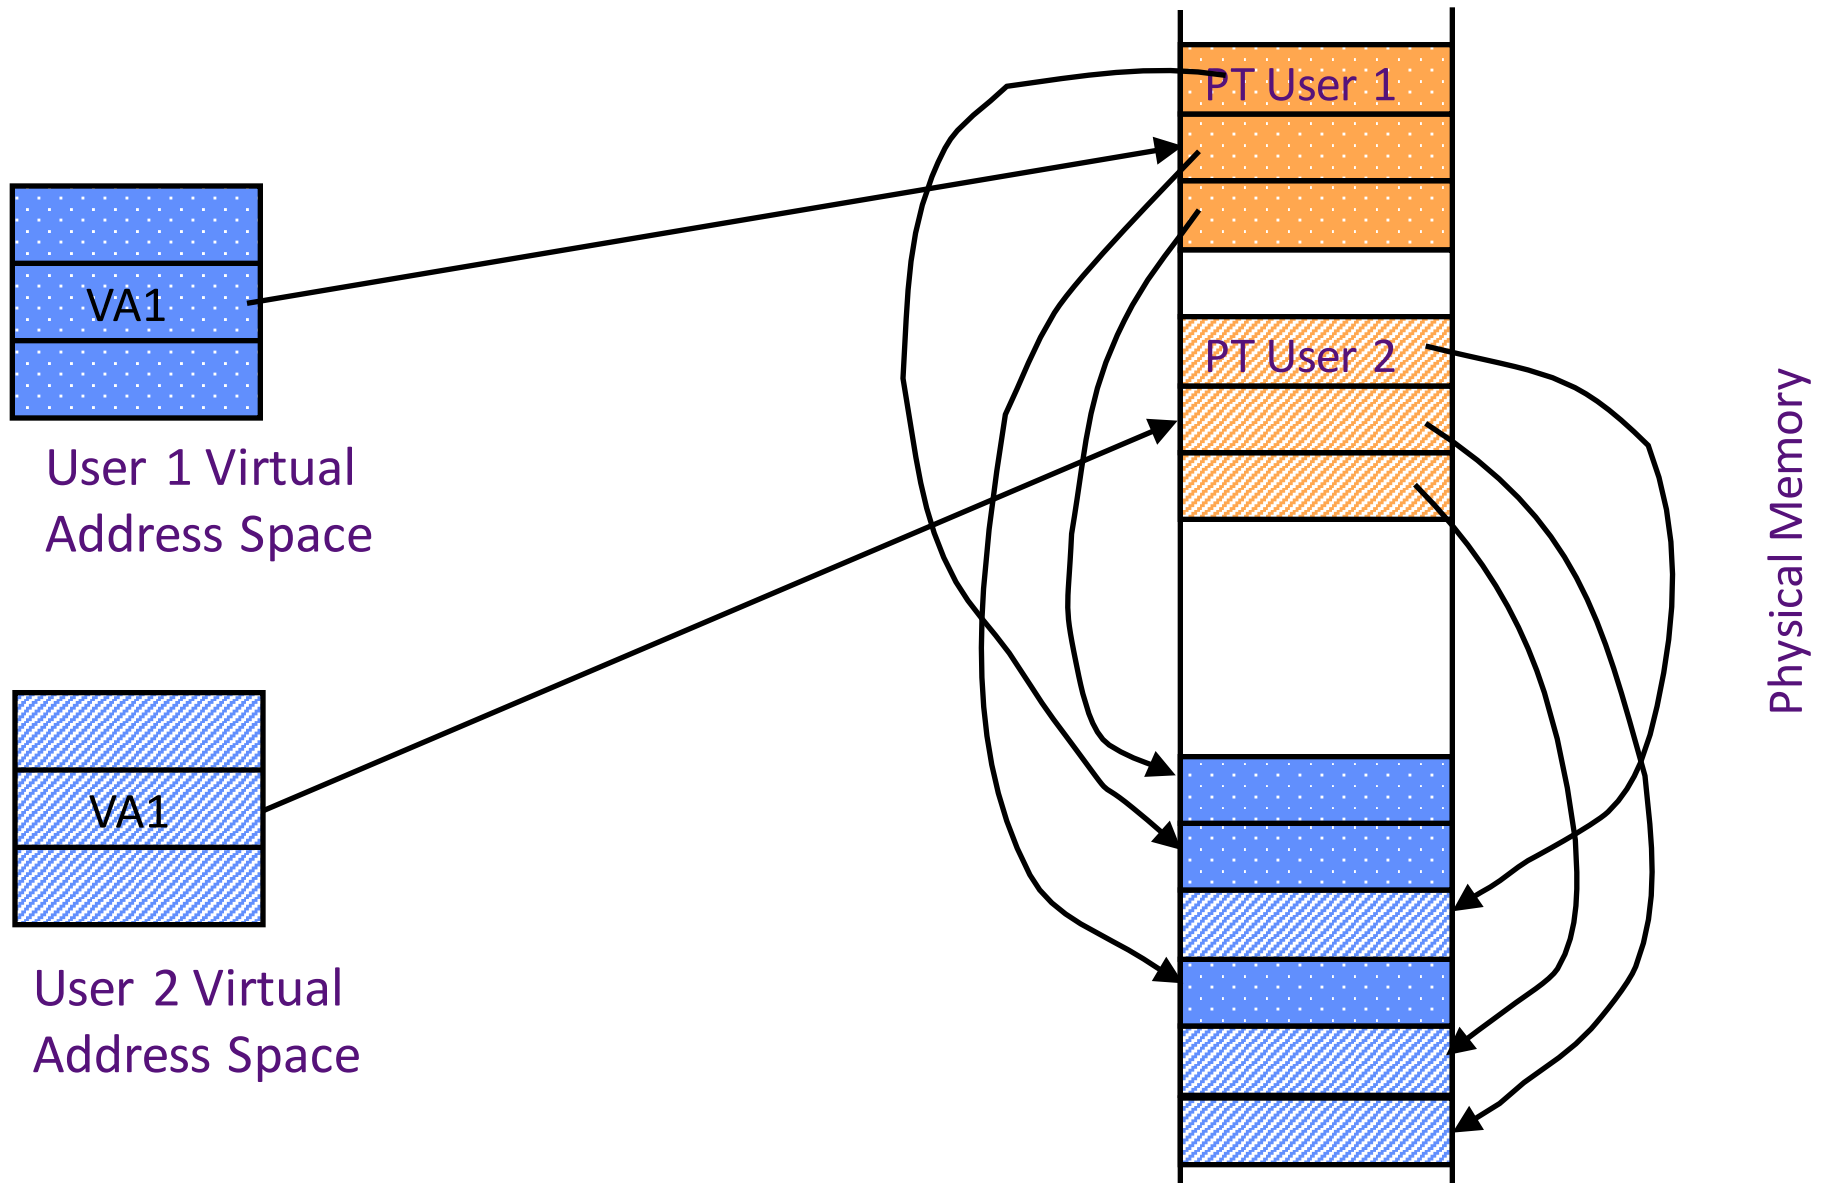 PT User 1
VA1
PT User 2
User 1 Virtual
Address Space
Physical Memory
VA1
User 2 Virtual
Address Space